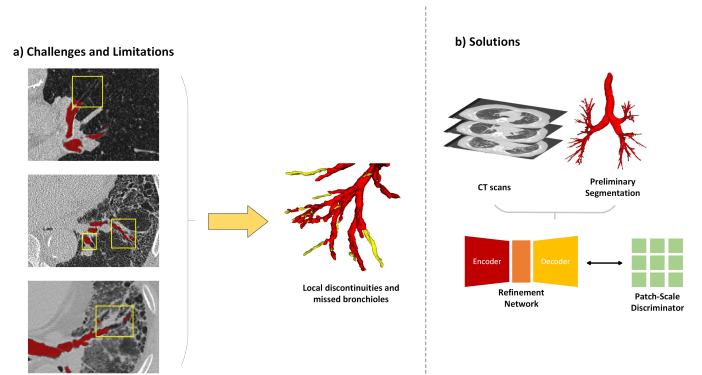 a) Challenges and Limitations
Local discontinuities and
missed bronchioles
b) Solutions
CT scans
Preliminary
Segmentation
Encoder
Decoder
Refinement
Network
Patch-Scale
Discriminator